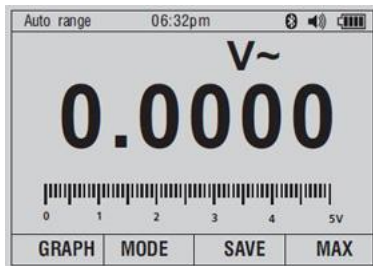 Auto range 06:32pm
V~
0.0000
0 1 2 3 4 5V
GRAPH MODE SAVE MAX